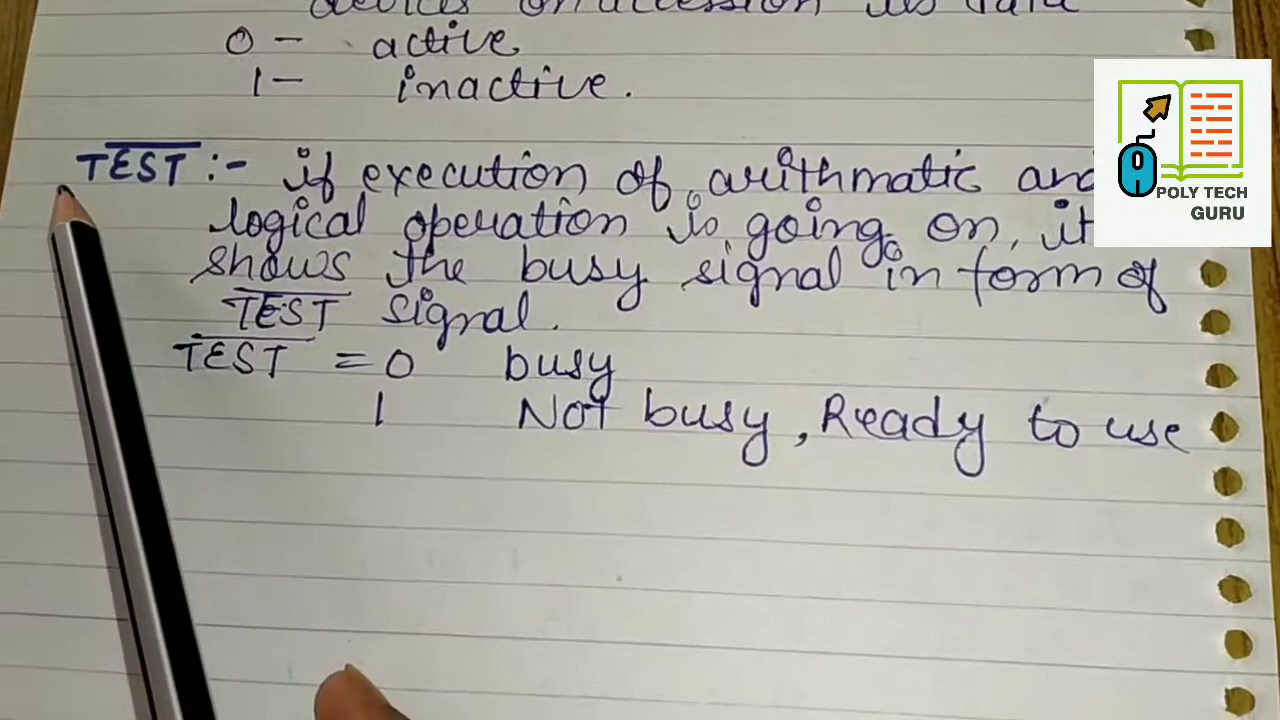 0 - active
1 - inactive.
TEST :- if execution of arithmatic
logical operation is going on, it
shows the busy signal in form of
TEST signal.
TEST = 0 busy
1 Not busy, Ready to use
POLY TECH
GURU